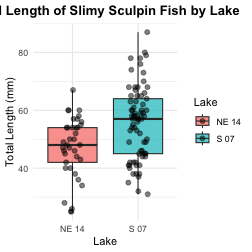 l Length of Slimy Sculpin Fish by Lake
Total Length (mm)
80
60
40
NE 14
S 07
Lake
Lake
NE 14
S 07